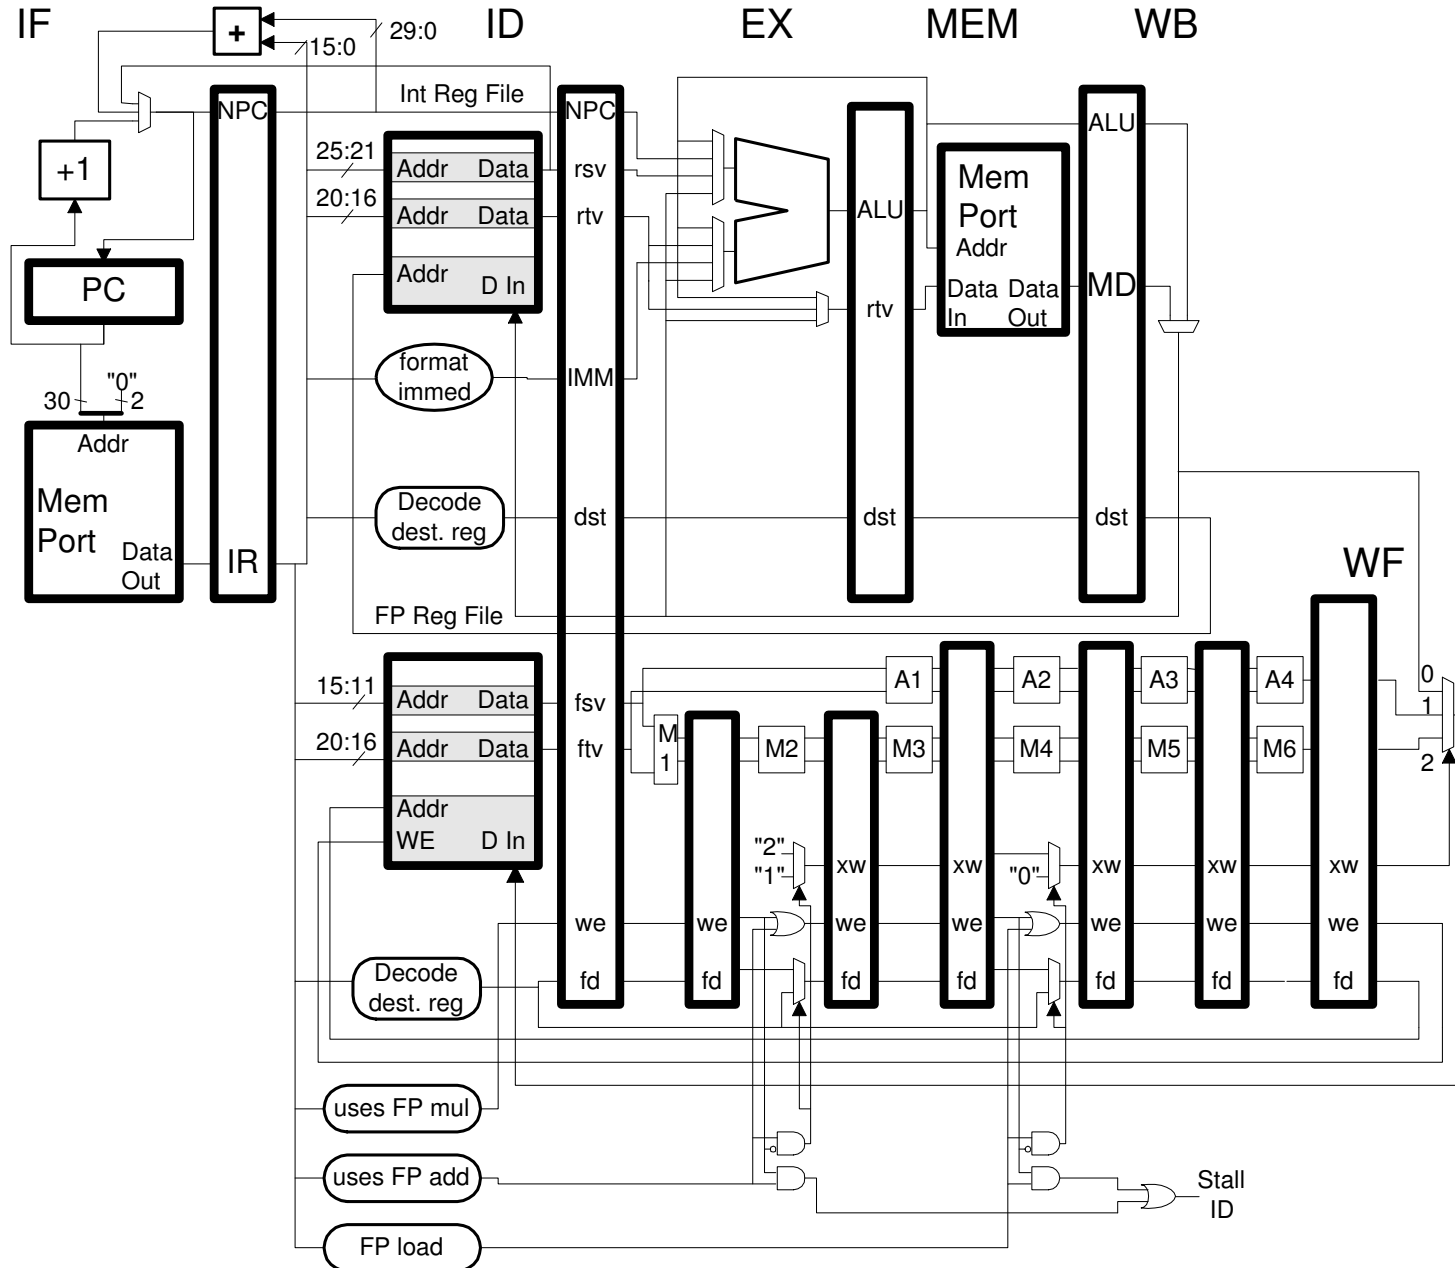 IF ID EX MEM WB
+
15:0
29:0
Int Reg File
NPC
NPC
ALU
+1
25:21
Addr Data
rsv
20:16
Addr Data
rtv
Addr
D In
PC
ALU
Mem
Port
Addr
Data
In
Data
Out
MD
rtv
format
immed
IMM
30
"0"
2
Addr
Mem
Port
Data
Out
IR
Decode
dest. reg
dst
dst
dst
WF
FP Reg File
15:11
Addr Data
fsv
20:16
Addr Data
ftv
Addr
WE D In
M
1
A1
A2
A3
A4
M2
M3
M4
M5
M6
0
1
2
"2"
"1"
xw
xw
"0"
xw
xw
xw
we
we
we
we
we
we
we
Decode
dest. reg
fd
fd
fd
fd
fd
fd
fd
uses FP mul
uses FP add
FP load
Stall
ID